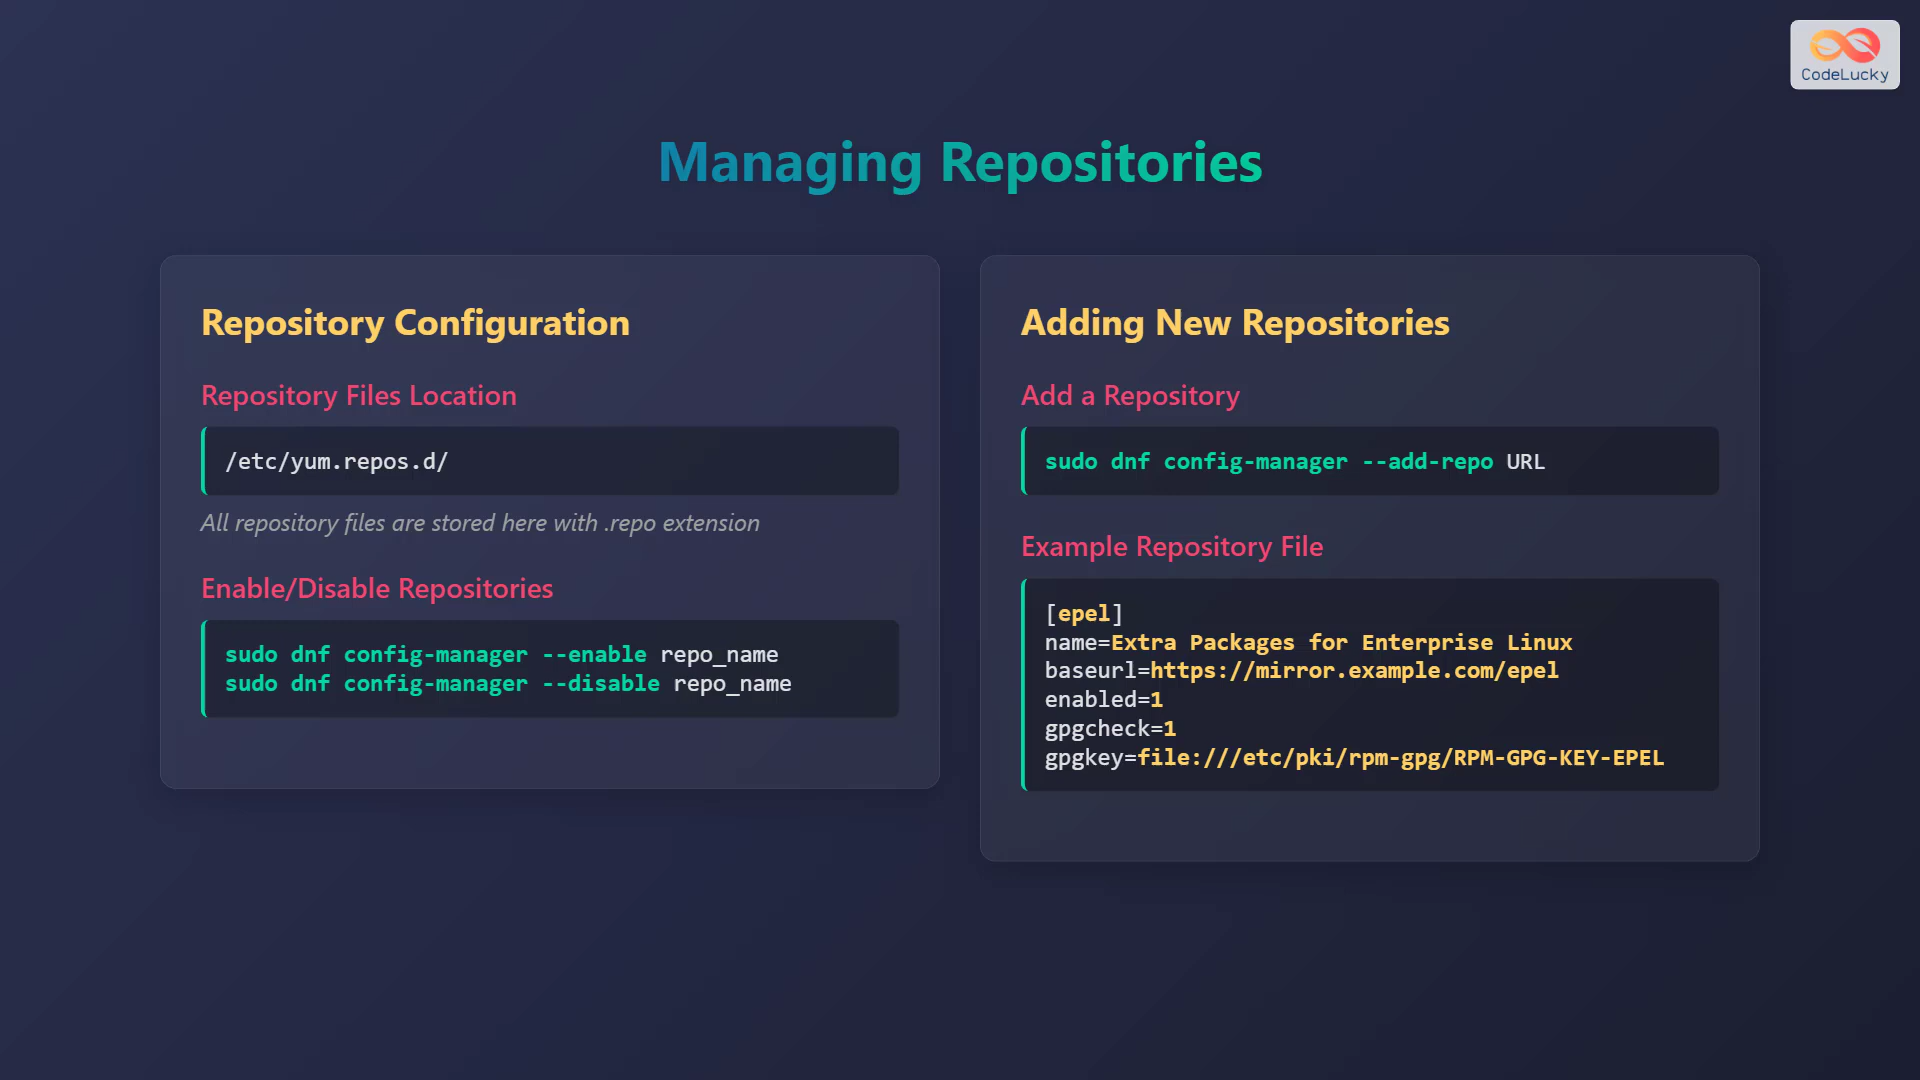 CodeLucky
Managing Repositories
Repository Configuration
Repository Files Location
/etc/yum.repos.d/
All repository files are stored here with .repo extension
Enable/Disable Repositories
sudo dnf config-manager --enable repo_name
sudo dnf config-manager --disable repo_name
Adding New Repositories
Add a Repository
sudo dnf config-manager --add-repo URL
Example Repository File
[epel]
name=Extra Packages for Enterprise Linux
baseurl=https://mirror.example.com/epel
enabled=1
gpgcheck=1
gpgkey=file:///etc/pki/rpm-gpg/RPM-GPG-KEY-EPEL